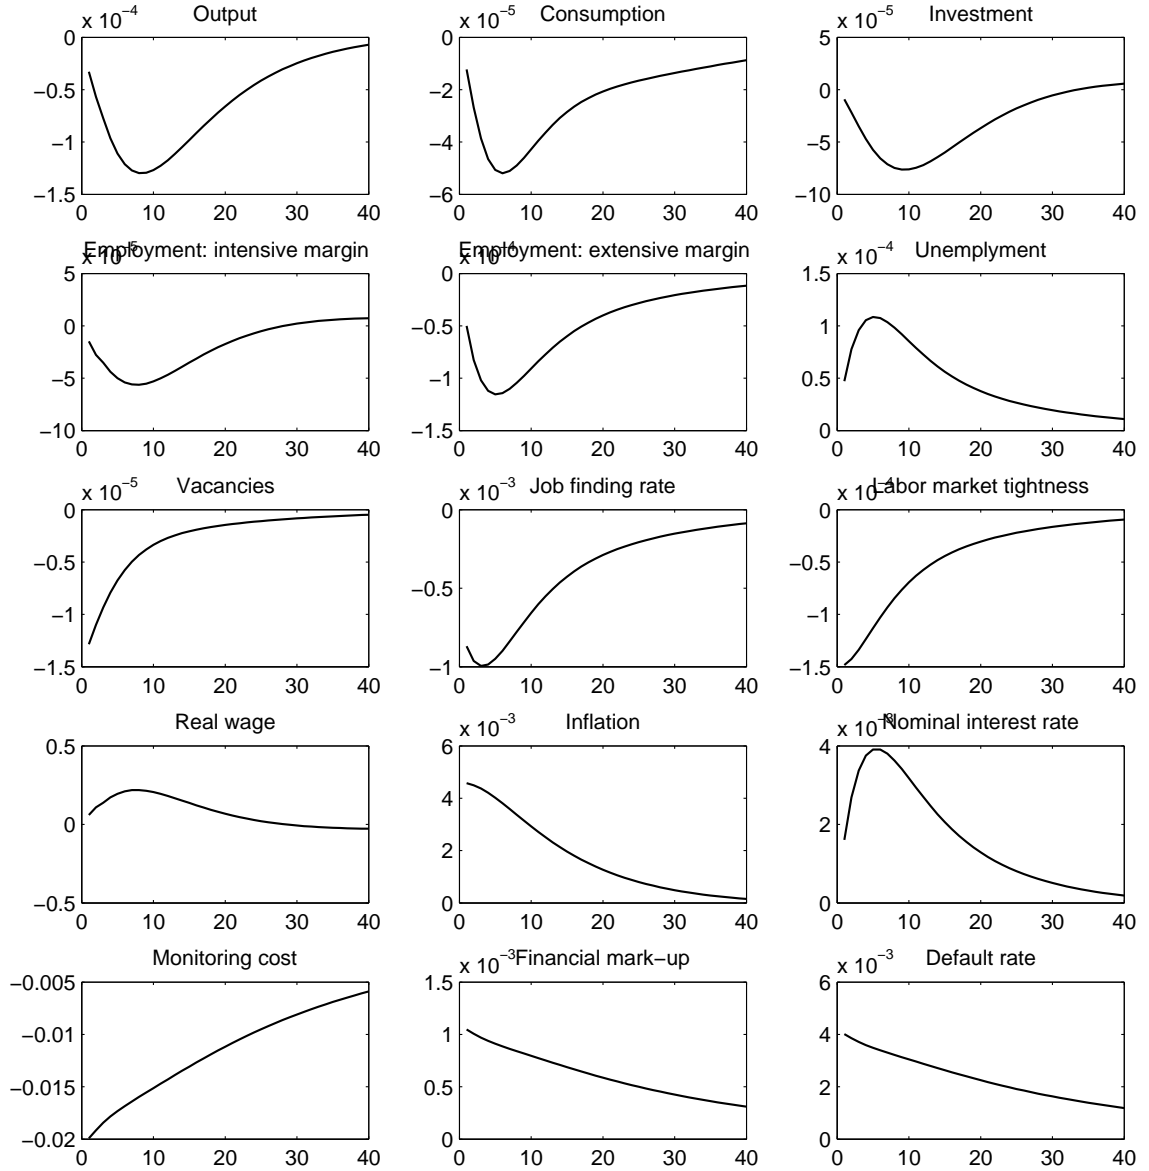 Output
x 10−4
0
−0.5
−1
−1.5
0 10 20 30 40
Consumption
x 10−5
0
−2
−4
−6
0 10 20 30 40
Investment
x 10−5
5
0
−5
−10
0 10 20 30 40
Employment: intensive margin
x 10−5
5
0
−5
−10
0 10 20 30 40
Employment: extensive margin
x 10−4
0
−0.5
−1
−1.5
0 10 20 30 40
Unemplyment
x 10−4
1.5
1
0.5
0
0 10 20 30 40
Vacancies
x 10−5
0
−0.5
−1
−1.5
0 10 20 30 40
Job finding rate
x 10−3
0
−0.5
−1
0 10 20 30 40
Labor market tightness
x 10−4
0
−0.5
−1
−1.5
0 10 20 30 40
Real wage
0.5
0
−0.5
0 10 20 30 40
Inflation
x 10−3
6
4
2
0
0 10 20 30 40
Nominal interest rate
x 10−3
4
2
0
0 10 20 30 40
Monitoring cost
−0.005
−0.01
−0.015
−0.02
0 10 20 30 40
Financial mark−up
x 10−3
1.5
1
0.5
0
0 10 20 30 40
Default rate
x 10−3
6
4
2
0
0 10 20 30 40